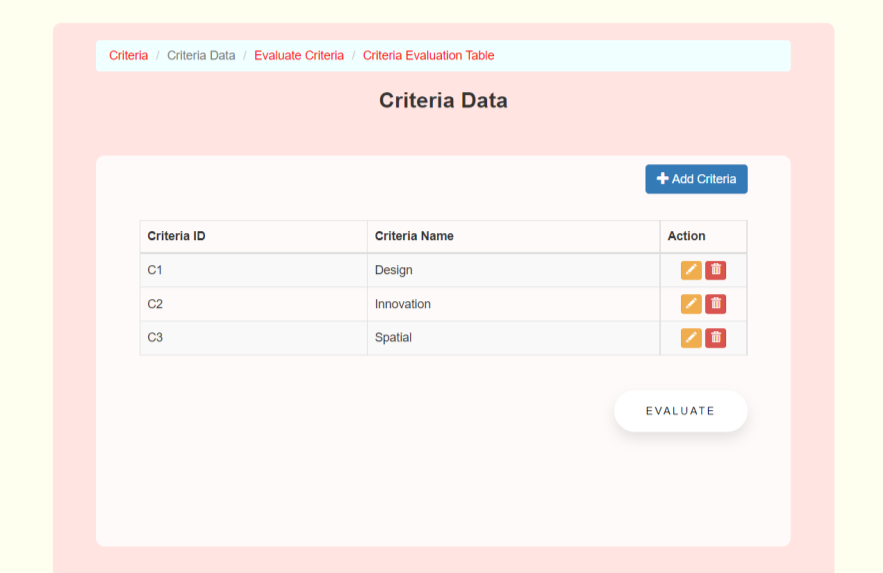 Criteria / Criteria Data / Evaluate Criteria / Criteria Evaluation Table
Criteria Data
Add Criteria
Criteria ID Criteria Name Action
C1 Design
C2 Innovation
C3 Spatial
EVALUATE